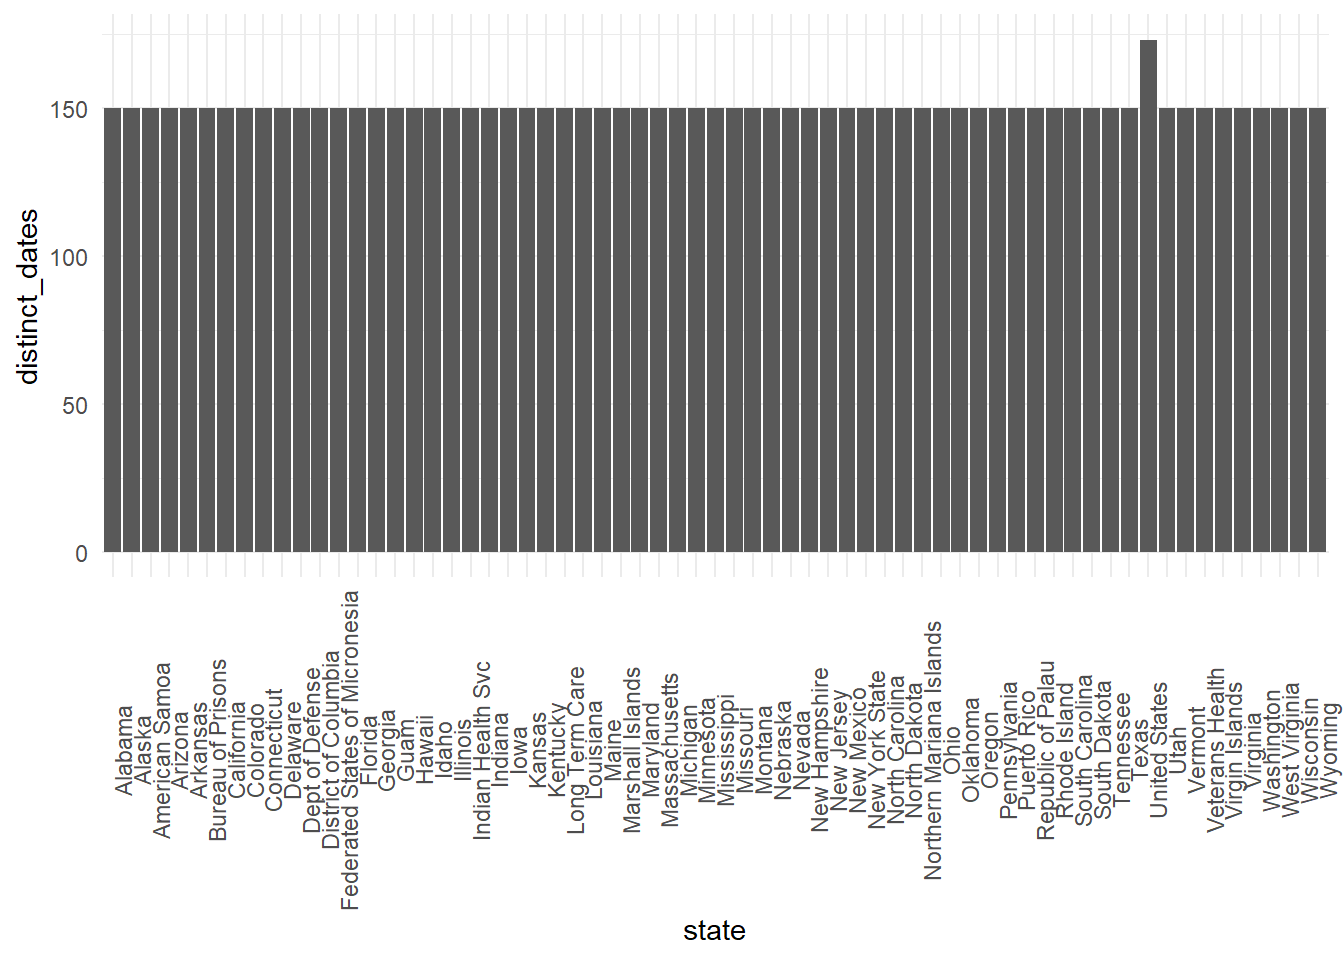 distinct_dates
150
100
50
0
Alabama
Alaska
American Samoa
Arizona
Arkansas
Bureau of Prisons
California
Colorado
Connecticut
Delaware
Dept of Defense
District of Columbia
Federated States of Micronesia
Florida
Georgia
Guam
Hawaii
Idaho
Illinois
Indian Health Svc
Indiana
Iowa
Kansas
Kentucky
Long Term Care
Louisiana
Maine
Marshall Islands
Maryland
Massachusetts
Michigan
Minnesota
Mississippi
Missouri
Montana
Nebraska
Nevada
New Hampshire
New Jersey
New Mexico
New York State
North Carolina
North Dakota
Northern Mariana Islands
Ohio
Oklahoma
Oregon
Pennsylvania
Puerto Rico
Republic of Palau
Rhode Island
South Carolina
South Dakota
Tennessee
Texas
United States
Utah
Vermont
Veterans Health
Virgin Islands
Virginia
Washington
West Virginia
Wisconsin
Wyoming
state